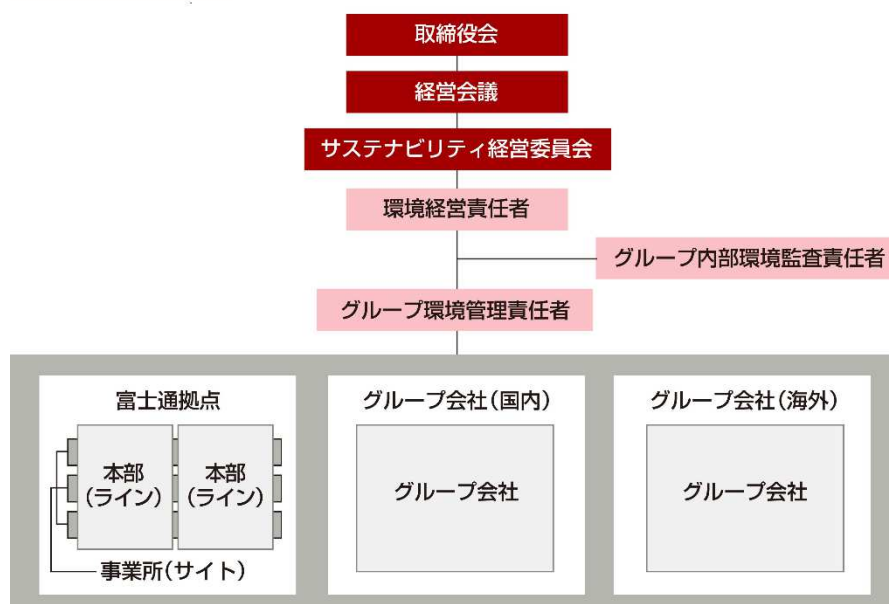 取締役会
経営会議
サステナビリティ経営委員会
環境経営責任者
グループ内部環境監査責任者
グループ環境管理責任者
富士通拠点
本部
(ライン)
本部
(ライン)
事業所(サイト)
グループ会社(国内)
グループ会社
グループ会社(海外)
グループ会社